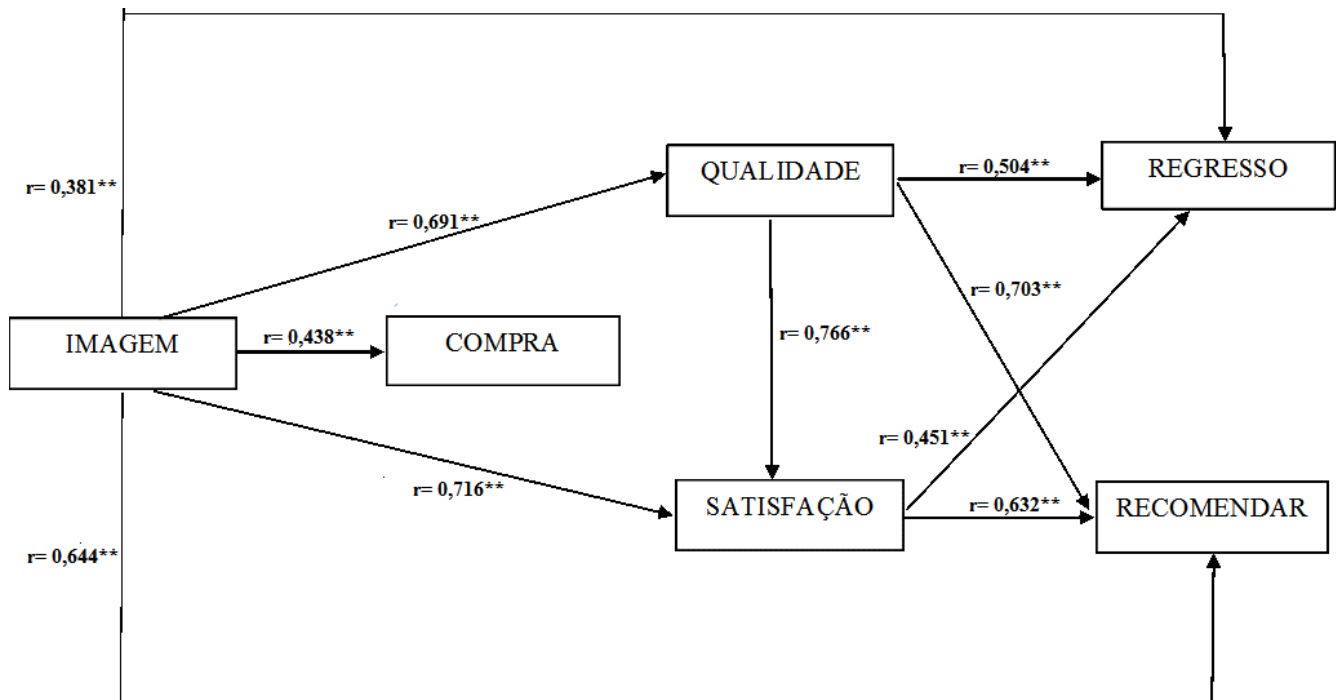 QUALIDADE
r= 0,504**
REGRESSO
r= 0,381**
r= 0,691**
r= 0,703**
IMAGEM
r= 0,438**
COMPRA
r= 0,766**
r= 0,451**
r= 0,716**
SATISFAÇÃO
r= 0,632**
RECOMENDAR
r= 0,644**